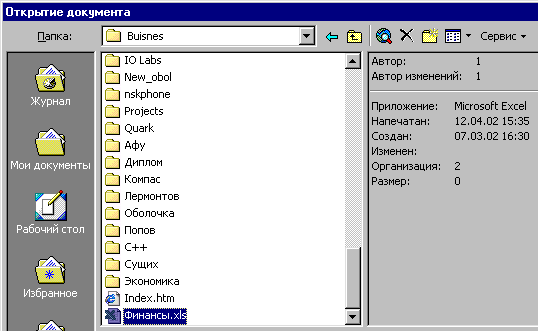 Открытие документа
Папка: Buisnes Сервис
Журнал
Мои документы
Рабочий стол
Избранное
IO Labs
New_obol
nskphone
Projects
Quark
Афу
Диплом
Компас
Лермонтов
Оболочка
Попов
С++
Сущих
Экономика
Index.htm
Финансы.xls
Автор: 1
Автор изменений: 1
Приложение: Microsoft Excel
Напечатан: 12.04.02 15:35
Создан: 07.03.02 16:30
Изменен:
Организация: 2
Размер: 0